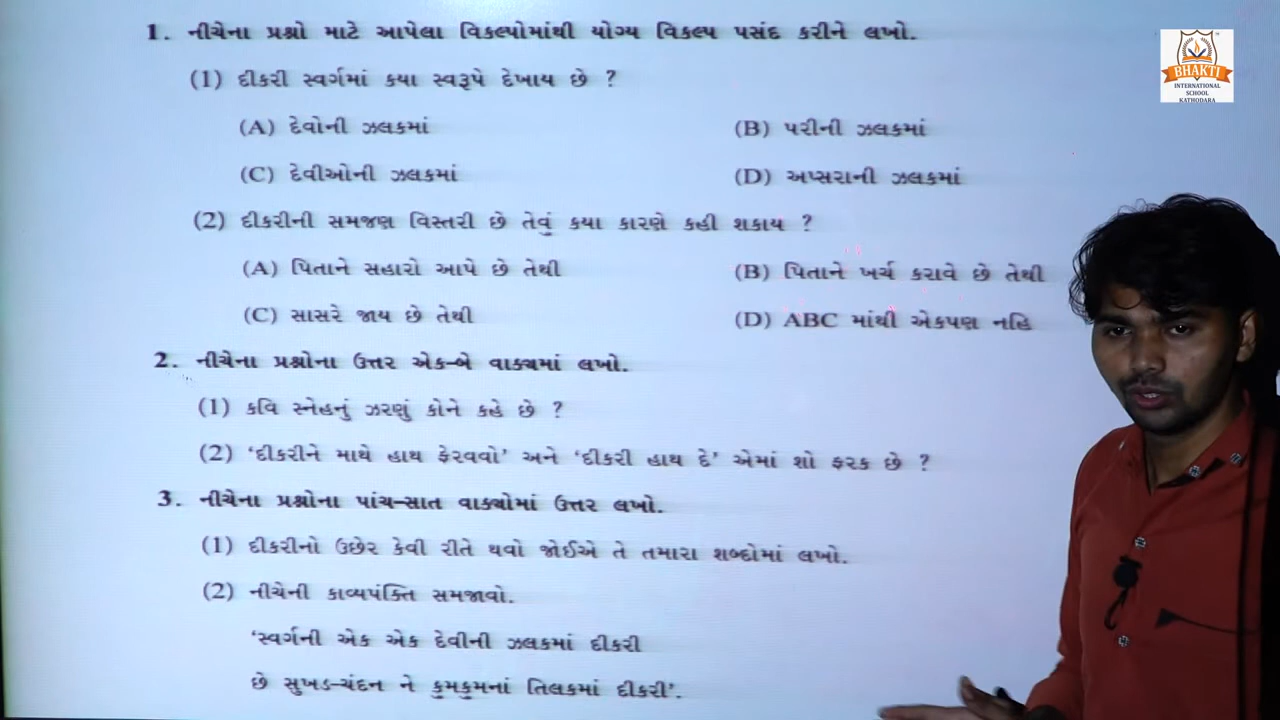 1. નીચેના પ્રશ્નો માટે આપેલા વિકલ્પોમાંથી યોગ્ય વિકલ્પ પસંદ કરીને લખો.
(1) દીકરી સ્વર્ગમાં કયા સ્વરૂપે દેખાય છે ?
(A) દેવોની ઝલકમાં (B) પરીની ઝલકમાં
(C) દેવીઓની ઝલકમાં (D) અપ્સરાની ઝલકમાં
(2) દીકરીની સમજણ વિસ્તરી છે તેવું કયા કારણે કહી શકાય ?
(A) પિતાને સહારો આપે છે તેથી (B) પિતાને ખર્ચ કરાવે છે તેથી
(C) સાસરે જાય છે તેથી (D) ABC માંથી એકપણ નહિ
2. નીચેના પ્રશ્નોના ઉત્તર એક-બે વાક્યમાં લખો.
(1) કવિ સ્નેહનું ઝરણું કોને કહે છે ?
(2) 'દીકરીને માથે હાથ ફેરવવો' અને 'દીકરી હાથ દે' એમાં શો ફરક છે ?
3. નીચેના પ્રશ્નોના પાંચ-સાત વાક્યોમાં ઉત્તર લખો.
(1) દીકરીનો ઉછેર કેવી રીતે થવો જોઈએ તે તમારા શબ્દોમાં લખો.
(2) નીચેની કાવ્યપંક્તિ સમજાવો.
'સ્વર્ગની એક એક દેવીની ઝલકમાં દીકરી
છે સુખડ-ચંદન ને કુમકુમનાં તિલકમાં દીકરી'.
BHAKTI
INTERNATIONAL
SCHOOL
KATHODARA